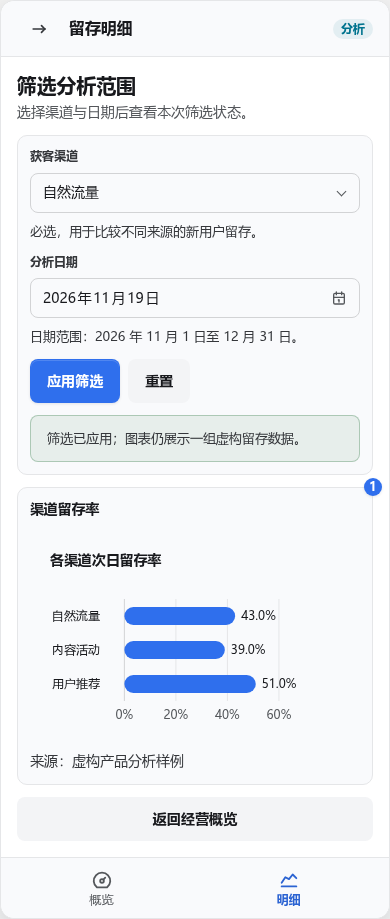 留存明细
分析
筛选分析范围
选择渠道与日期后查看本次筛选状态。
获客渠道
自然流量
必选，用于比较不同来源的新用户留存。
分析日期
2026年11月19日
日期范围：2026 年 11 月 1 日至 12 月 31 日。
应用筛选
重置
筛选已应用；图表仍展示一组虚构留存数据。
1
渠道留存率
各渠道次日留存率
自然流量 43.0%
内容活动 39.0%
用户推荐 51.0%
0% 20% 40% 60%
来源：虚构产品分析样例
返回经营概览
概览
明细